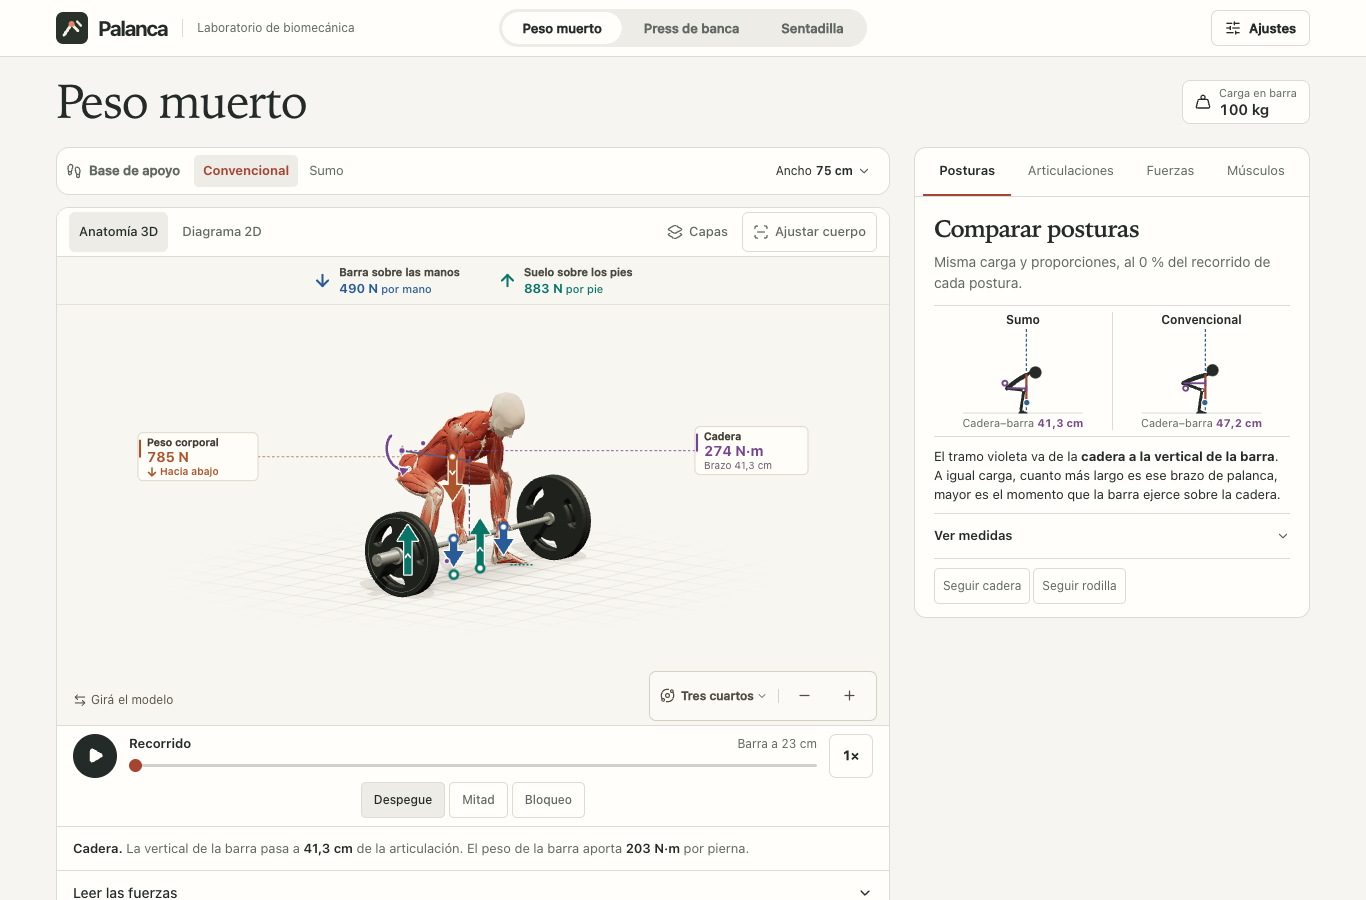 Palanca
Laboratorio de biomecánica
Peso muerto
Press de banca
Sentadilla
Ajustes
Peso muerto
Carga en barra
100 kg
Base de apoyo
Convencional
Sumo
Ancho 75 cm
Anatomía 3D
Diagrama 2D
Capas
Ajustar cuerpo
Barra sobre las manos
490 N por mano
Suelo sobre los pies
883 N por pie
Peso corporal
785 N
Hacia abajo
Cadera
274 N·m
Brazo 41,3 cm
Girá el modelo
Tres cuartos
Recorrido
Barra a 23 cm
1×
Despegue
Mitad
Bloqueo
Cadera. La vertical de la barra pasa a 41,3 cm de la articulación. El peso de la barra aporta 203 N·m por pierna.
Leer las fuerzas
Posturas
Articulaciones
Fuerzas
Músculos
Comparar posturas
Misma carga y proporciones, al 0 % del recorrido de
cada postura.
Sumo
Convencional
Cadera–barra 41,3 cm
Cadera–barra 47,2 cm
El tramo violeta va de la cadera a la vertical de la barra.
A igual carga, cuanto más largo es ese brazo de palanca,
mayor es el momento que la barra ejerce sobre la cadera.
Ver medidas
Seguir cadera
Seguir rodilla